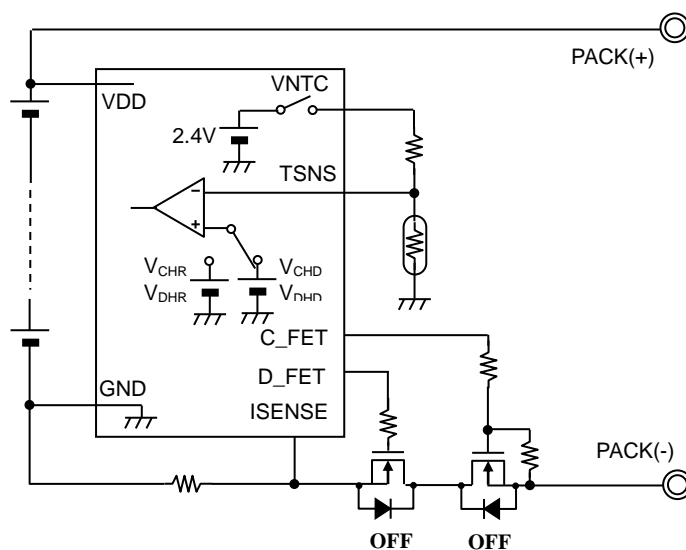 PACK(+)
VNTC
VDD
2.4V
TSNS
-
+
VCHR
VCHD
VDHR
VDHD
C_FET
D_FET
GND
ISENSE
PACK(-)
OFF
OFF